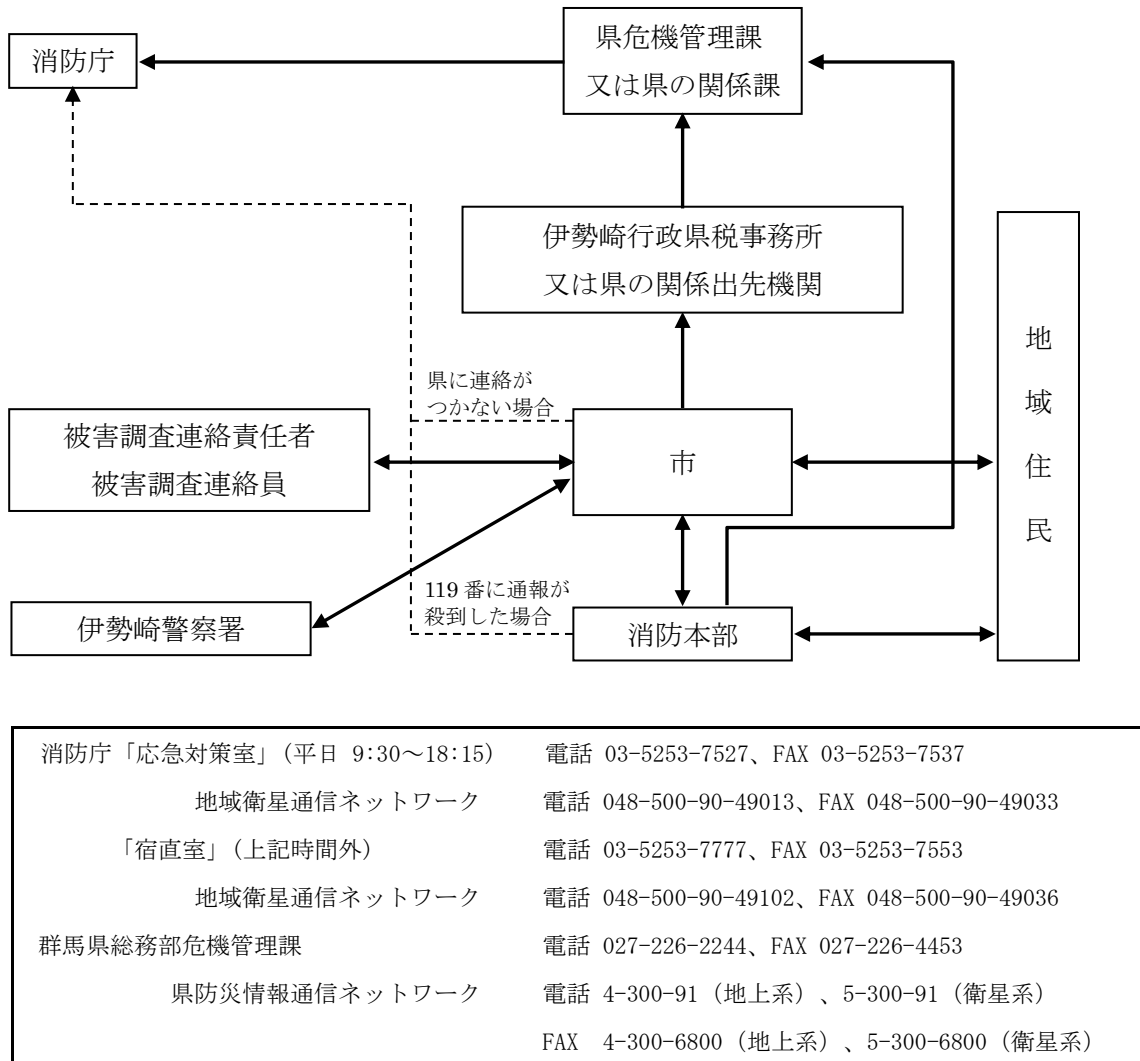 消防庁
県危機管理課
又は県の関係課
伊勢崎行政県税事務所
又は県の関係出先機関
地域住民
県に連絡が
つかない場合
被害調査連絡責任者
被害調査連絡員
市
119 番に通報が
殺到した場合
伊勢崎警察署
消防本部
消防庁「応急対策室」(平日 9:30～18:15) 電話 03-5253-7527、FAX 03-5253-7537
地域衛星通信ネットワーク 電話 048-500-90-49013、FAX 048-500-90-49033
「宿直室」(上記時間外) 電話 03-5253-7777、FAX 03-5253-7553
地域衛星通信ネットワーク 電話 048-500-90-49102、FAX 048-500-90-49036
群馬県総務部危機管理課 電話 027-226-2244、FAX 027-226-4453
県防災情報通信ネットワーク 電話 4-300-91（地上系）、5-300-91（衛星系）
FAX 4-300-6800（地上系）、5-300-6800（衛星系）